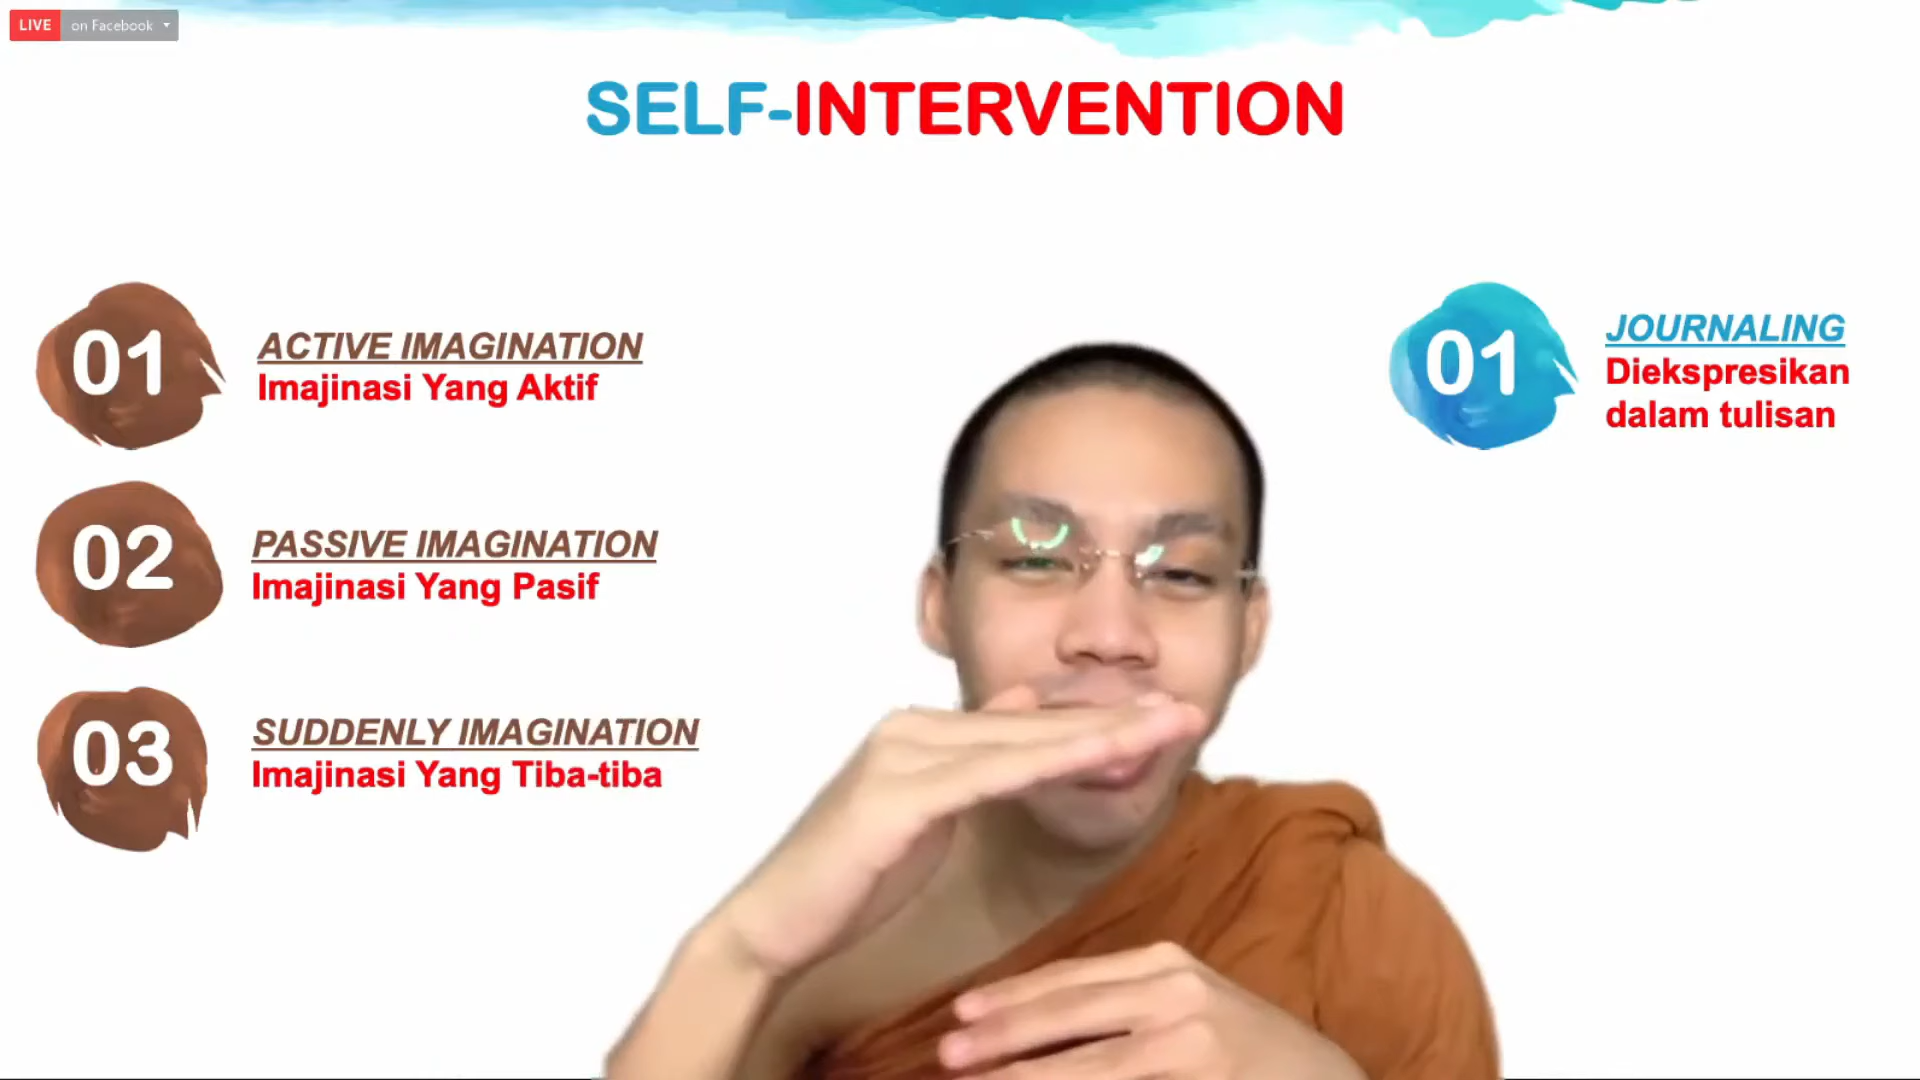 LIVE on Facebook
SELF-INTERVENTION
01
ACTIVE IMAGINATION
Imajinasi Yang Aktif
02
PASSIVE IMAGINATION
Imajinasi Yang Pasif
03
SUDDENLY IMAGINATION
Imajinasi Yang Tiba-tiba
01
JOURNALING
Diekspresikan
dalam tulisan